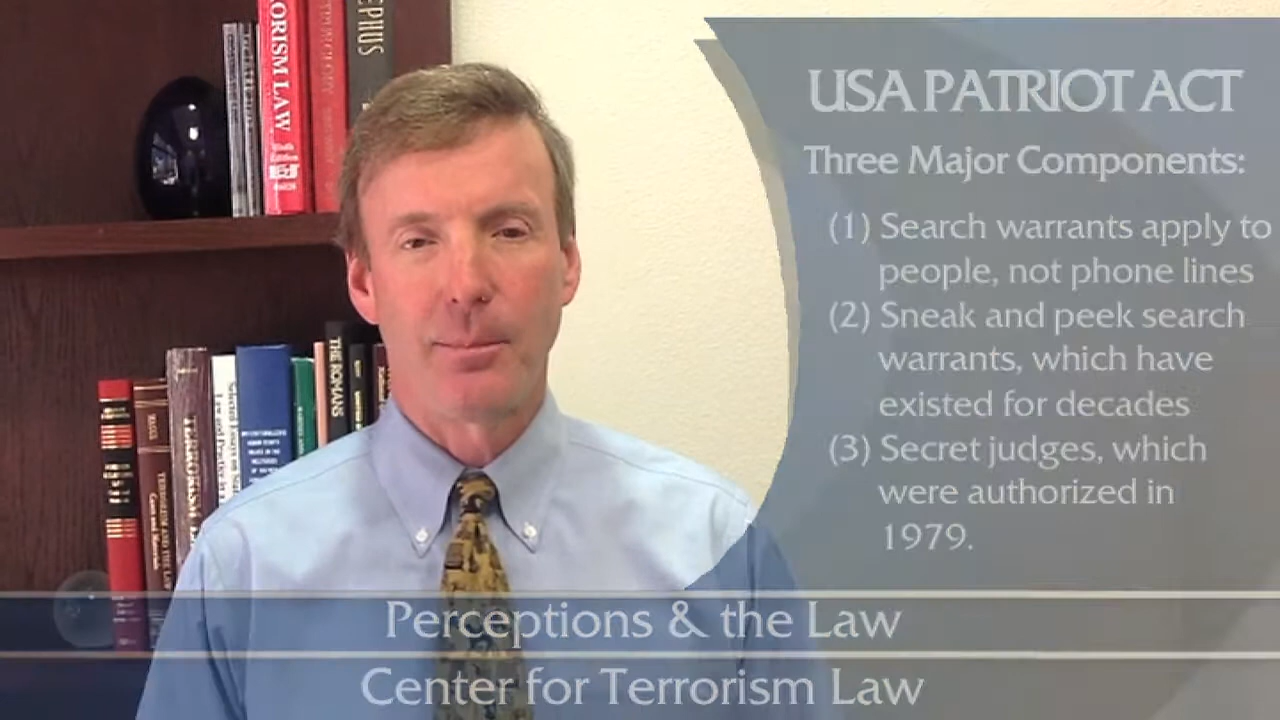 USA PATRIOT ACT
Three Major Components:
(1) Search warrants apply to
people, not phone lines
(2) Sneak and peek search
warrants, which have
existed for decades
(3) Secret judges, which
were authorized in
1979.
ORISM LAW
EPHUS
THE ROMANS
TERRORISM
Perceptions & the Law
Center for Terrorism Law